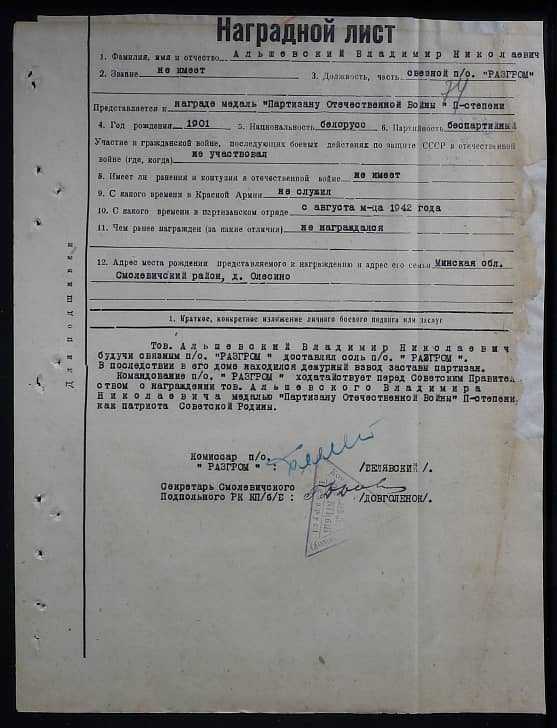 Наградной лист
1. Фамилия, имя и отчество Альшевский Владимир Николаевич
2. Звание не имеет 3. Должность, часть связной п/о. "РАЗГРОМ"
Представляется к награде медаль "Партизану Отечественной Войны" II-степени
4. Год рождения 1901 5. Национальность белорусс 6. Партийность беспартийный
Участие в гражданской войне, последующих боевых действиях по защите СССР и отечественной
войне (где, когда) не участвовал
8. Имеет ли ранения и контузии в отечественной войне не имеет
9. С какого времени в Красной Армии не служил
10. С какого времени в партизанском отряде с августа м-ца 1942 года
11. Чем ранее награжден (за какие отличия) не награждался
12. Адрес места рождения представляемого к награждению и адрес его семьи Минская обл.
Смолевичский район, д. Олесино
1. Краткое, конкретное изложение личного боевого подвига или заслуг
Тов. Альшевский Владимир Николаевич
будучи связным п/о. "РАЗГРОМ" доставлял соль п/о. "РАЗГРОМ".
В последствии в его доме находился дежурный взвод заставы партизан.
Командование п/о. "РАЗГРОМ" ходатайствует перед Советским Правител
ством о награждении тов. Альшевского Владимира
Николаевича медалью "Партизану Отечественной Войны" II-степени,
как патриота Советской Родины.
Комиссар п/о.
"РАЗГРОМ" : /БЕЛЯВСКИЙ/.
Секретарь Смолевичского
Подпольного РК КП/б/Б : /ДОВГОЛЕНОК/.
Для подшивки